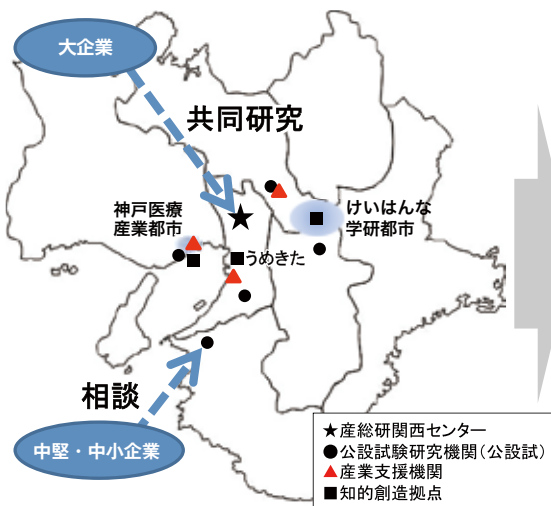 大企業
共同研究
神戸医療
産業都市
けいはんな
学研都市
うめきた
相談
中堅・中小企業
★産総研関西センター
●公設試験研究機関(公設試)
▲産業支援機関
■知的創造拠点